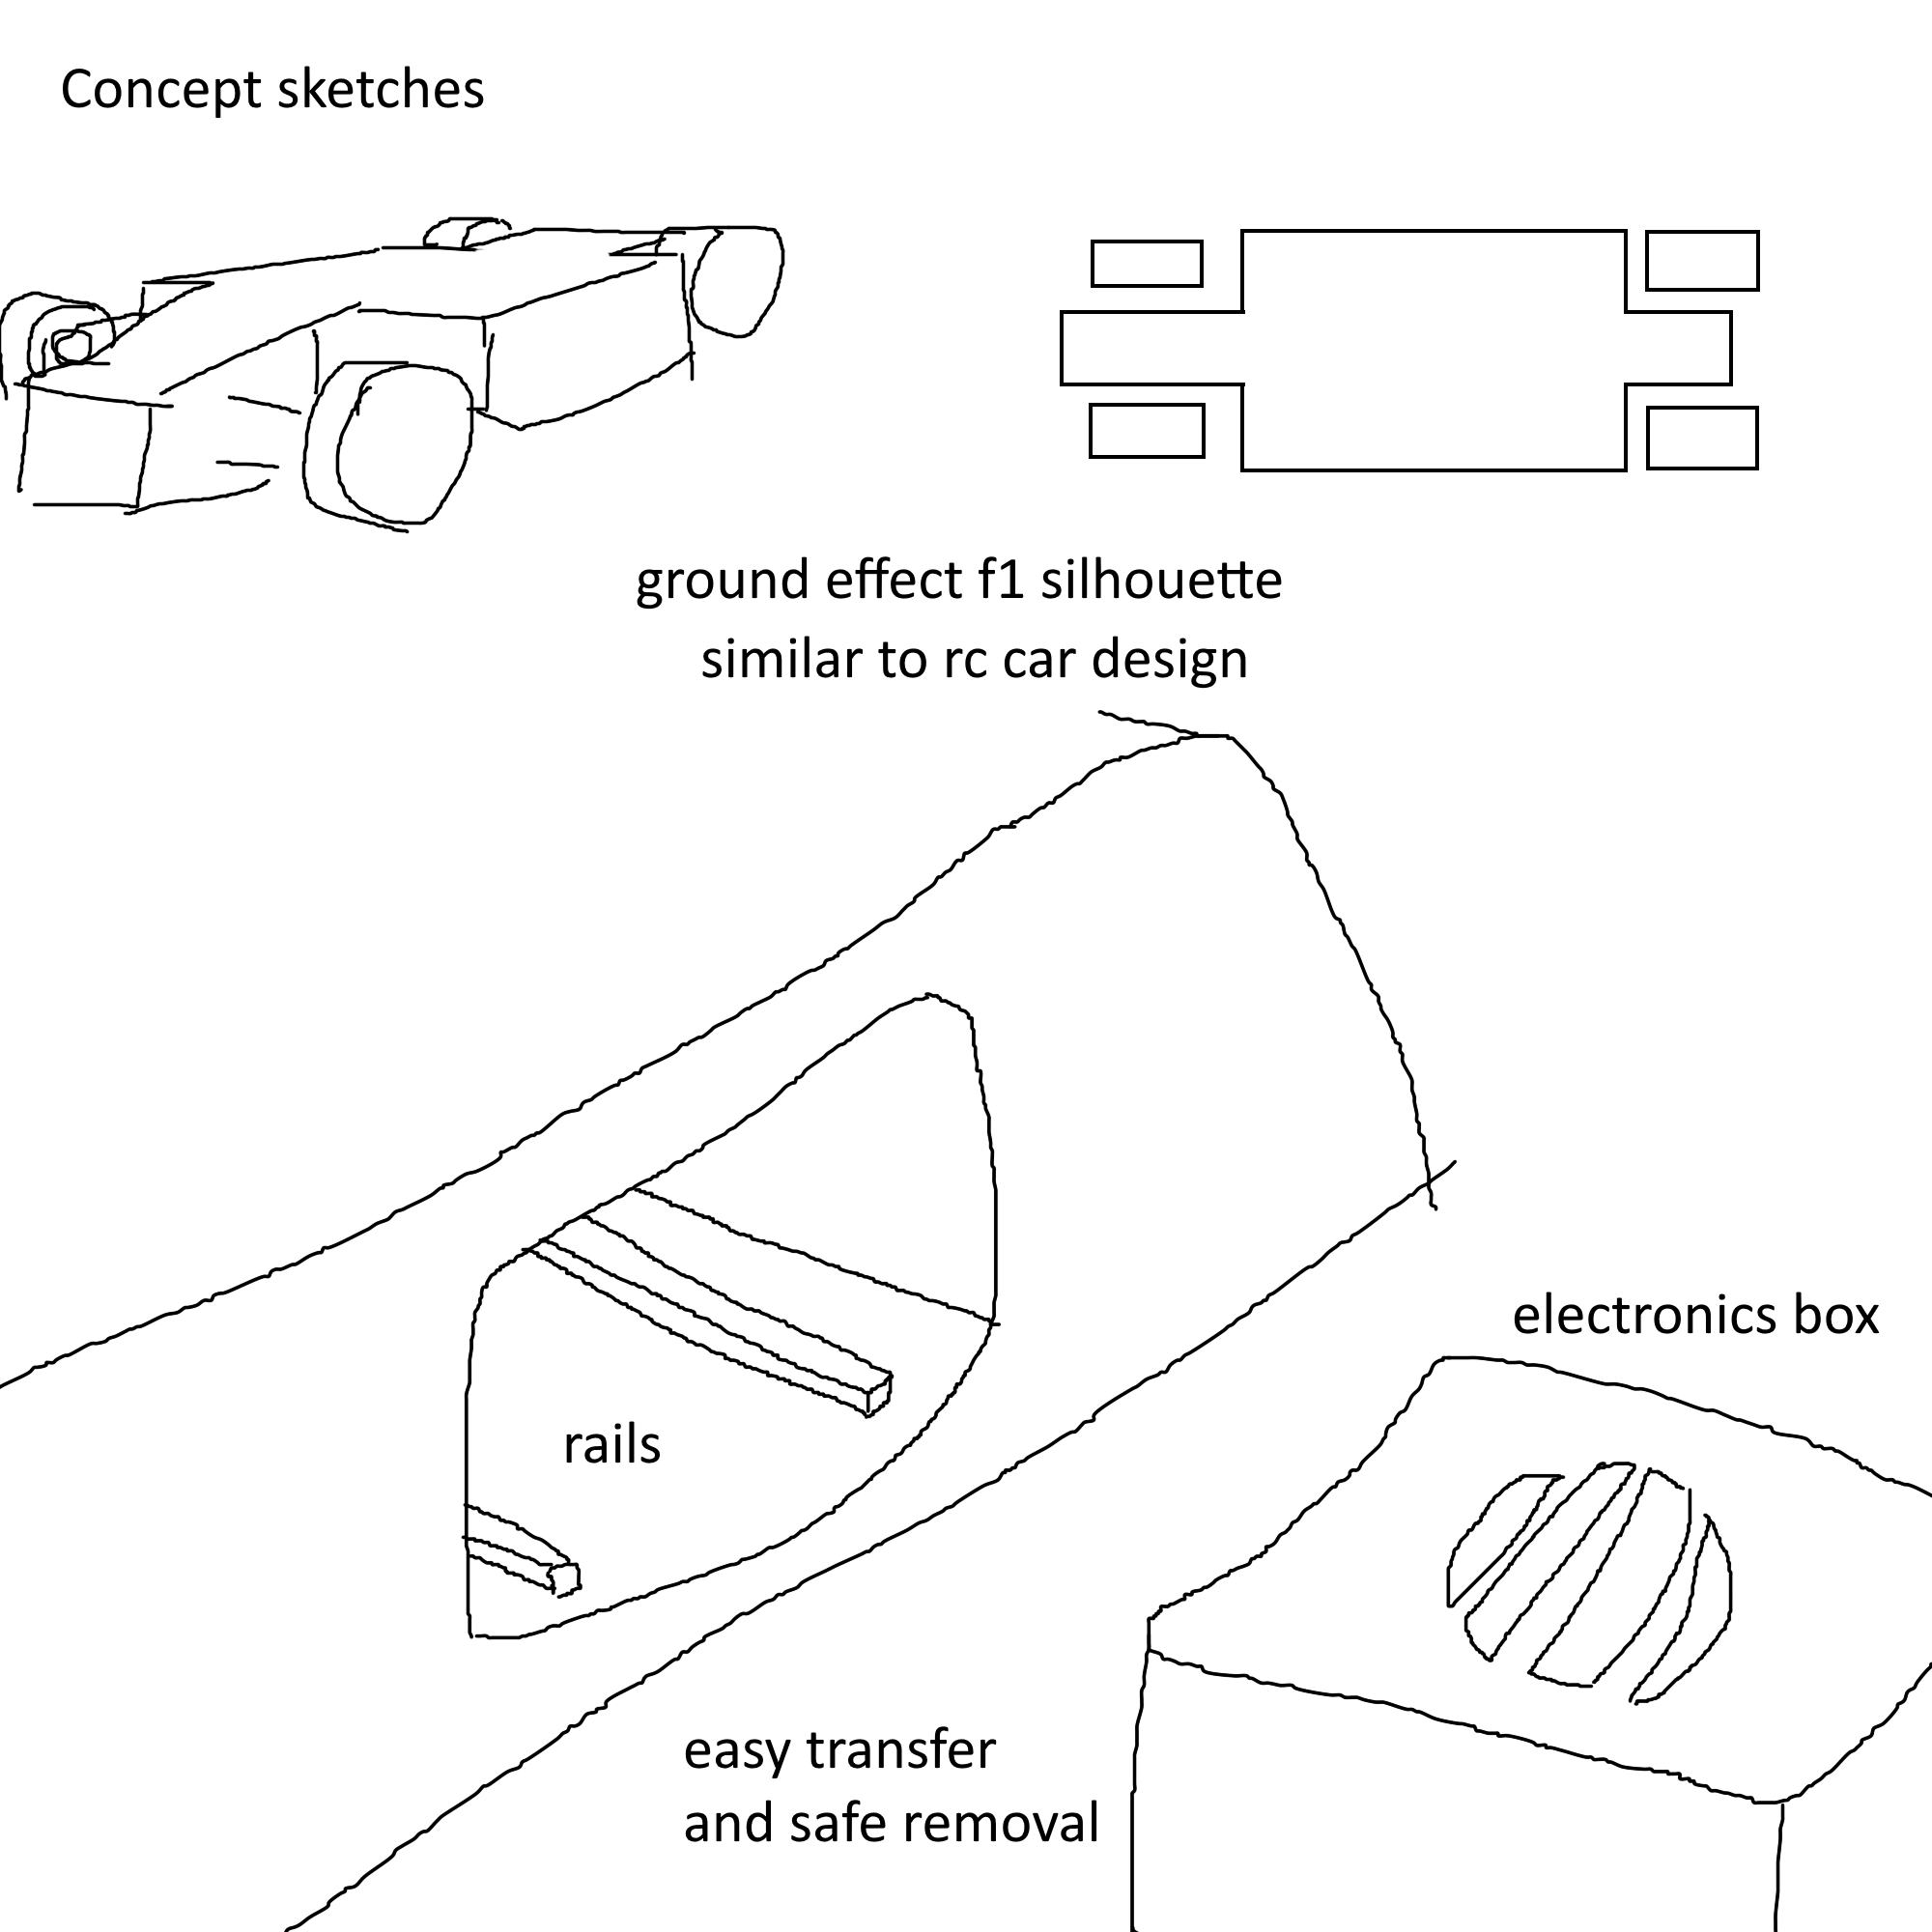 Concept sketches
ground effect f1 silhouette
similar to rc car design
electronics box
rails
easy transfer
and safe removal